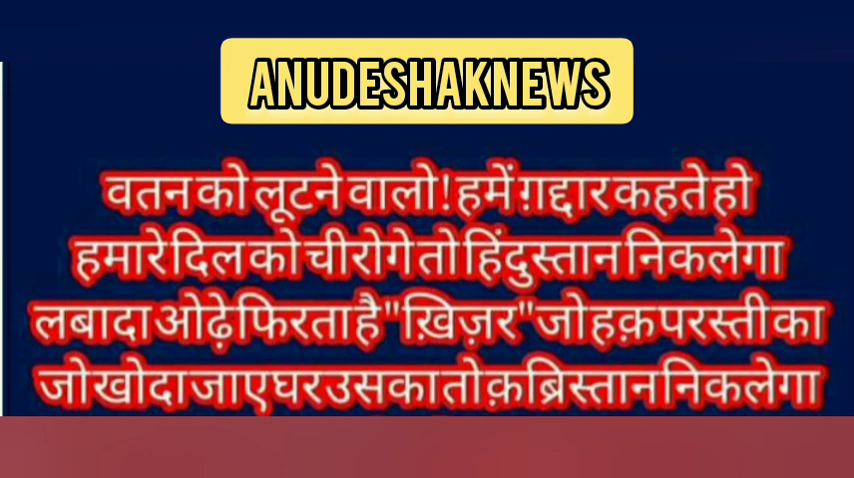 ANUDESHAKNEWS
वतन को लूटने वालो! हमें ग़द्दार कहते हो
हमारे दिल को चीरोगे तो हिंदुस्तान निकलेगा
लबादा ओढ़े फिरता है "ख़िज़र" जो हक़ परस्ती का
जो खोदा जाए घर उसका तो क़ब्रिस्तान निकलेगा